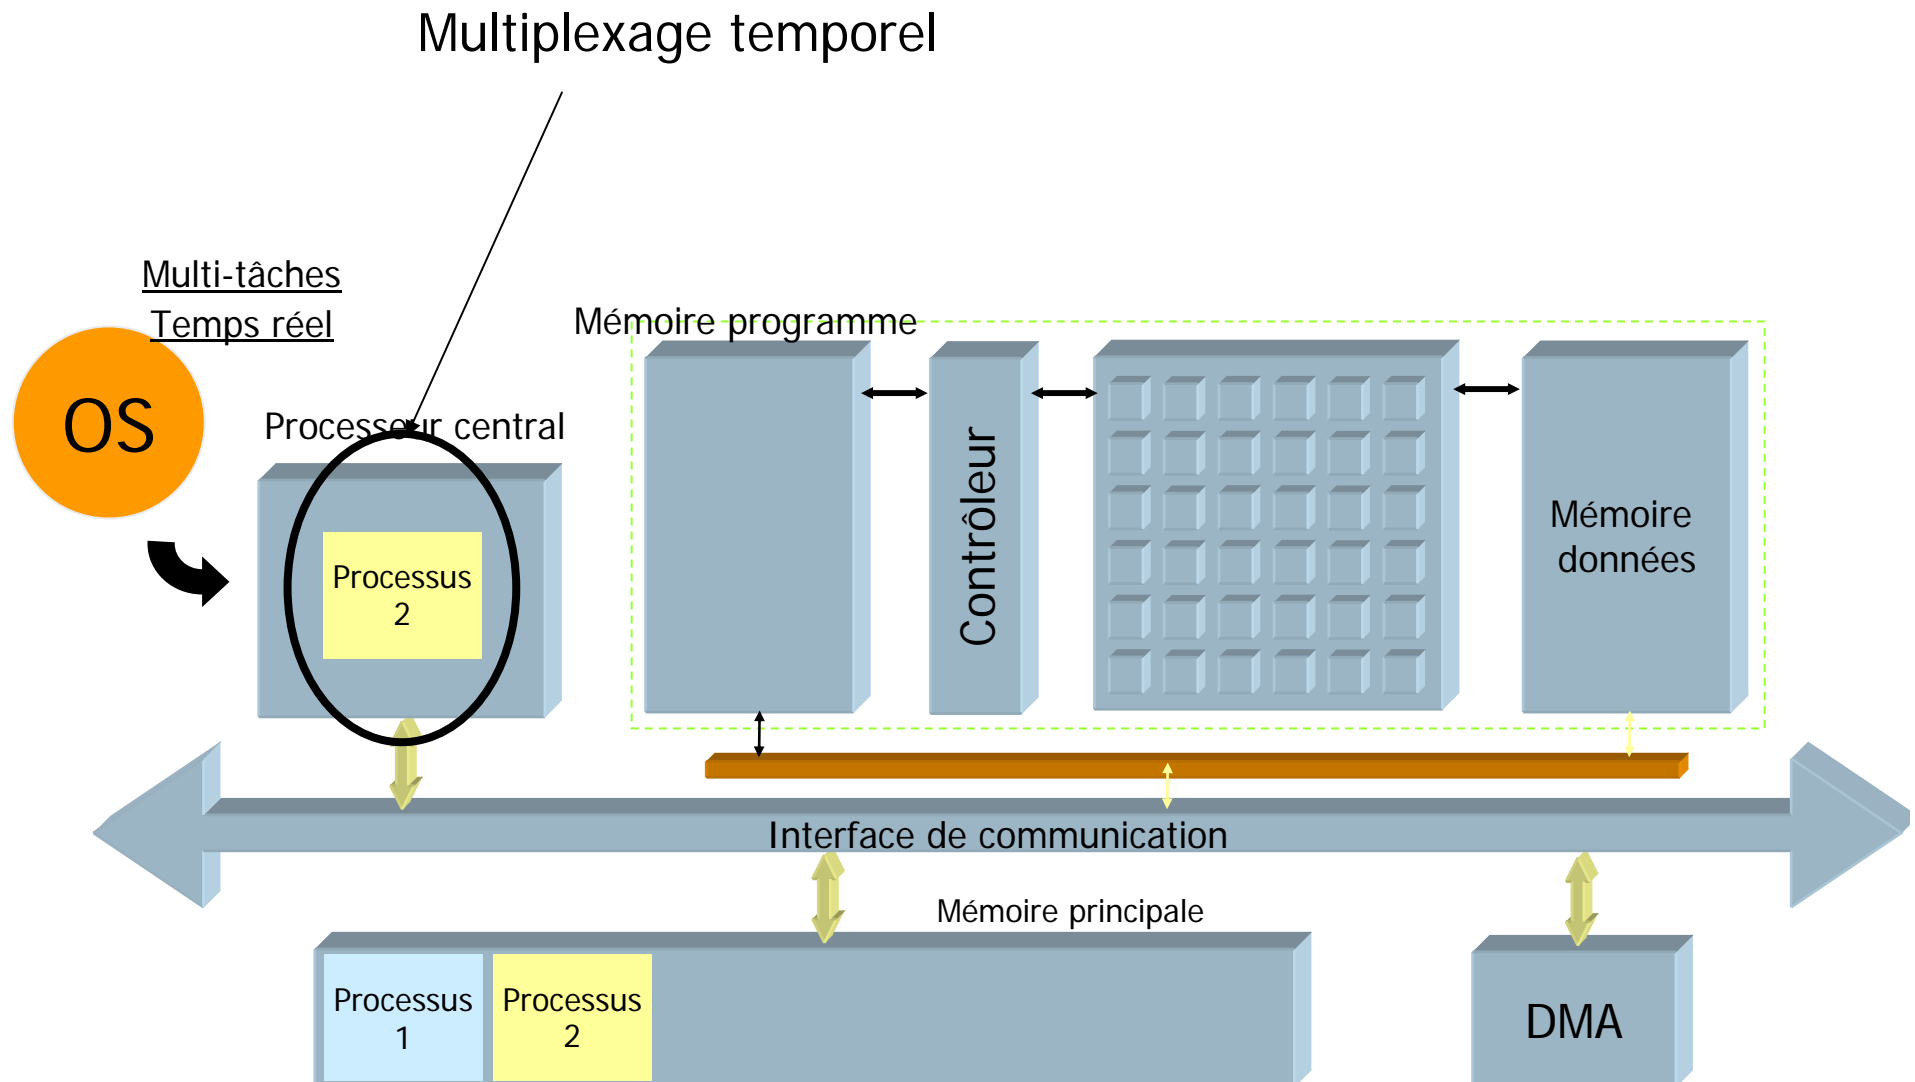 Multiplexage temporel
Multi-tâches
Temps réel
OS
Processeur central
Processus
2
Mémoire programme
Contrôleur
Mémoire
données
Interface de communication
Mémoire principale
Processus
1
Processus
2
DMA